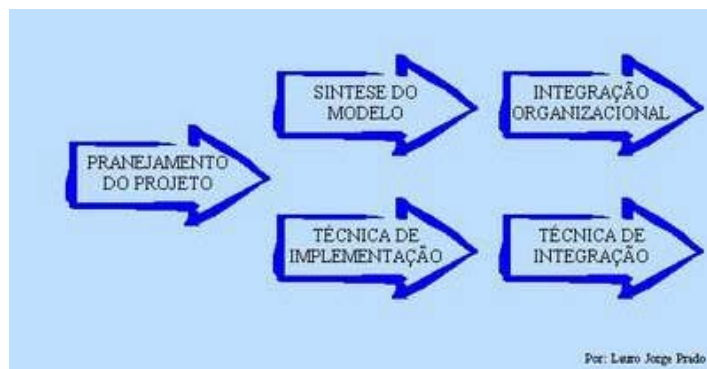 SINTESE DO
MODELO
INTEGRAÇÃO
ORGANIZACIONAL
PRANEJAMENTO
DO PROJETO
TÉCNICA DE
IMPLEMENTAÇÃO
TÉCNICA DE
INTEGRAÇÃO
Por: Lauro Jorge Prado